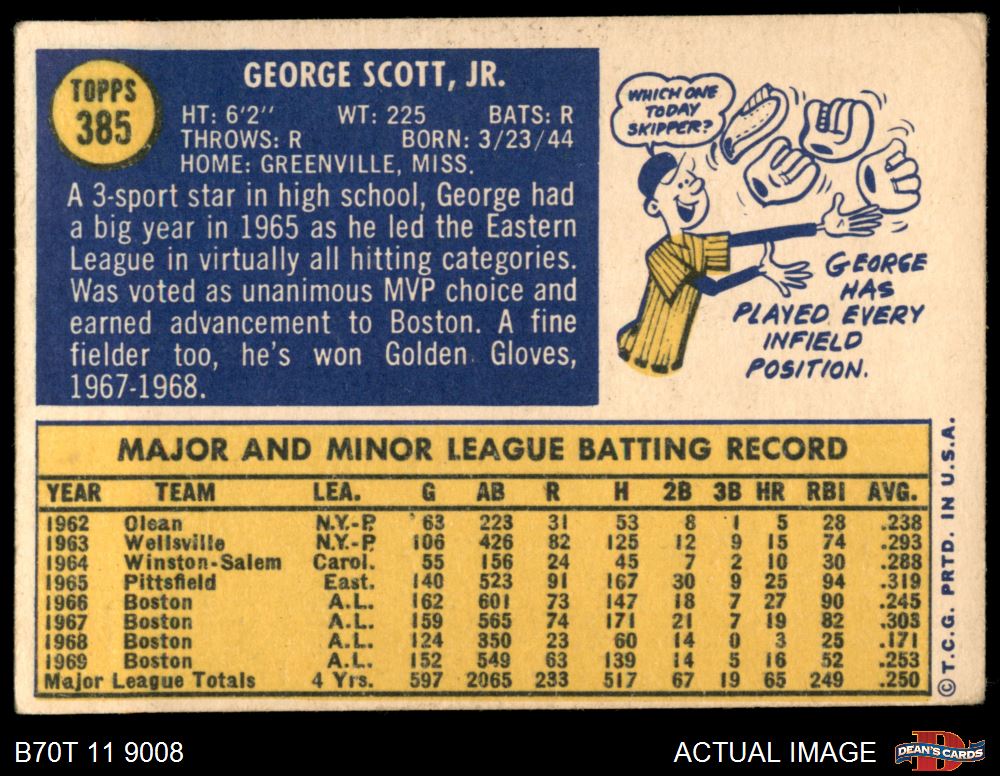 TOPPS
385
GEORGE SCOTT, JR.
HT: 6'2'' WT: 225 BATS: R
THROWS: R BORN: 3/23/44
HOME: GREENVILLE, MISS.
A 3-sport star in high school, George had
a big year in 1965 as he led the Eastern
League in virtually all hitting categories.
Was voted as unanimous MVP choice and
earned advancement to Boston. A fine
fielder too, he's won Golden Gloves,
1967-1968.
WHICH ONE
TODAY
SKIPPER?
GEORGE
HAS
PLAYED EVERY
INFIELD
POSITION.
MAJOR AND MINOR LEAGUE BATTING RECORD
YEAR TEAM LEA. G AB R H 2B 3B HR RBI AVG.
1962 Olean N.Y.-P. 63 223 31 53 8 1 5 28 .238
1963 Wellsville N.Y.-P. 106 426 82 125 12 9 15 74 .293
1964 Winston-Salem Carol. 55 156 24 45 7 2 10 30 .288
1965 Pittsfield East. 140 523 91 167 30 9 25 94 .319
1966 Boston A.L. 162 601 73 147 18 7 27 90 .245
1967 Boston A.L. 159 565 74 171 21 7 19 82 .303
1968 Boston A.L. 124 350 23 60 14 0 3 25 .171
1969 Boston A.L. 152 549 63 139 14 5 16 52 .253
Major League Totals 4 Yrs. 597 2065 233 517 67 19 65 249 .250
© T.C.G. PRTD. IN U.S.A.
B70T 11 9008
ACTUAL IMAGE
DEAN'S CARDS